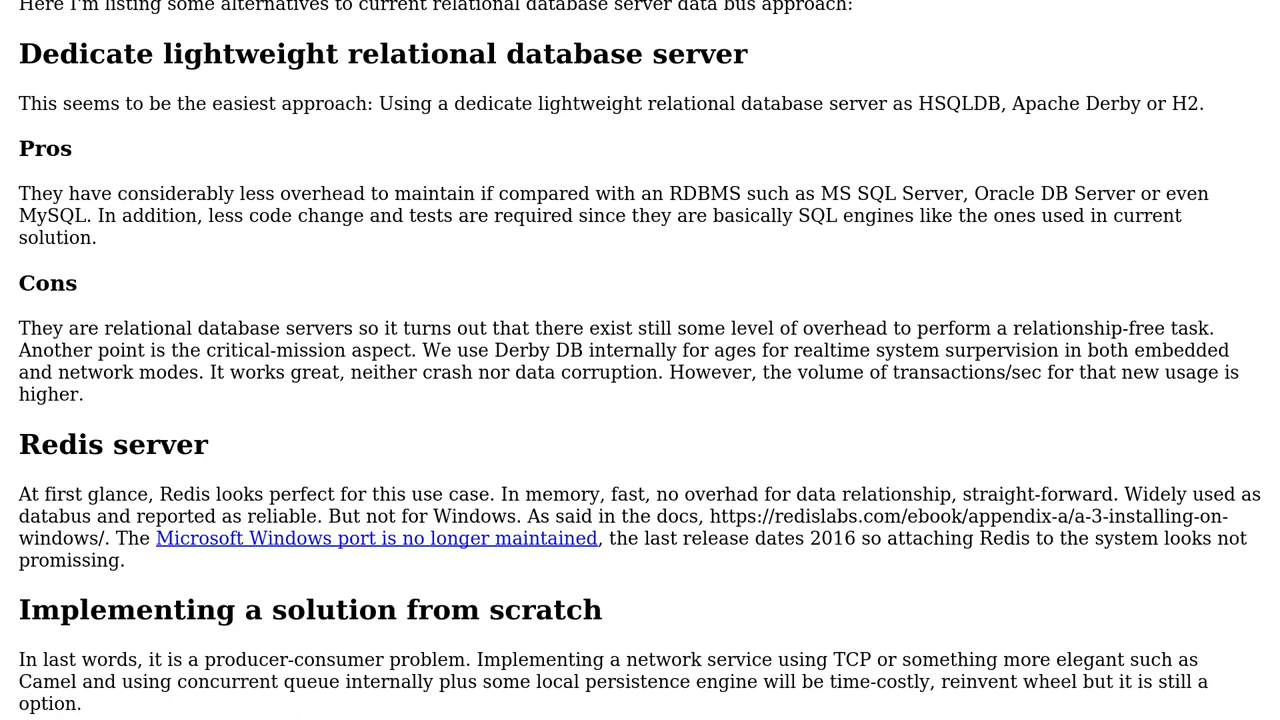 Here I'm listing some alternatives to current relational database server data bus approach:
Dedicate lightweight relational database server
This seems to be the easiest approach: Using a dedicate lightweight relational database server as HSQLDB, Apache Derby or H2.
Pros
They have considerably less overhead to maintain if compared with an RDBMS such as MS SQL Server, Oracle DB Server or even
MySQL. In addition, less code change and tests are required since they are basically SQL engines like the ones used in current
solution.
Cons
They are relational database servers so it turns out that there exist still some level of overhead to perform a relationship-free task.
Another point is the critical-mission aspect. We use Derby DB internally for ages for realtime system surpervision in both embedded
and network modes. It works great, neither crash nor data corruption. However, the volume of transactions/sec for that new usage is
higher.
Redis server
At first glance, Redis looks perfect for this use case. In memory, fast, no overhad for data relationship, straight-forward. Widely used as
databus and reported as reliable. But not for Windows. As said in the docs, https://redislabs.com/ebook/appendix-a/a-3-installing-on-
windows/. The Microsoft Windows port is no longer maintained, the last release dates 2016 so attaching Redis to the system looks not
promissing.
Implementing a solution from scratch
In last words, it is a producer-consumer problem. Implementing a network service using TCP or something more elegant such as
Camel and using concurrent queue internally plus some local persistence engine will be time-costly, reinvent wheel but it is still a
option.